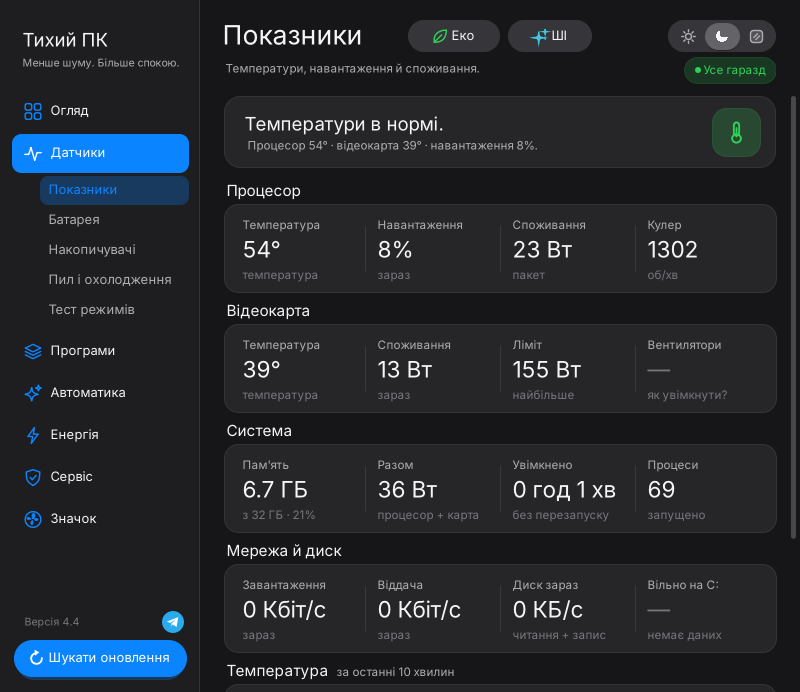 Тихий ПК
Менше шуму. Більше спокою.
Огляд
Датчики
Показники
Батарея
Накопичувачі
Пил і охолодження
Тест режимів
Програми
Автоматика
Енергія
Сервіс
Значок
Версія 4.4
Шукати оновлення
Показники
Еко
ШІ
Температури, навантаження й споживання.
Усе гаразд
Температури в нормі.
Процесор 54° · відеокарта 39° · навантаження 8%.
Процесор
Температура Навантаження Споживання Кулер
54° 8% 23 Вт 1302
температура зараз пакет об/хв
Відеокарта
Температура Споживання Ліміт Вентилятори
39° 13 Вт 155 Вт —
температура зараз найбільше як увімкнути?
Система
Пам'ять Разом Увімкнено Процеси
6.7 ГБ 36 Вт 0 год 1 хв 69
з 32 ГБ · 21% процесор + карта без перезапуску запущено
Мережа й диск
Завантаження Віддача Диск зараз Вільно на C:
0 Кбіт/с 0 Кбіт/с 0 КБ/с —
зараз зараз читання + запис немає даних
Температура за останні 10 хвилин